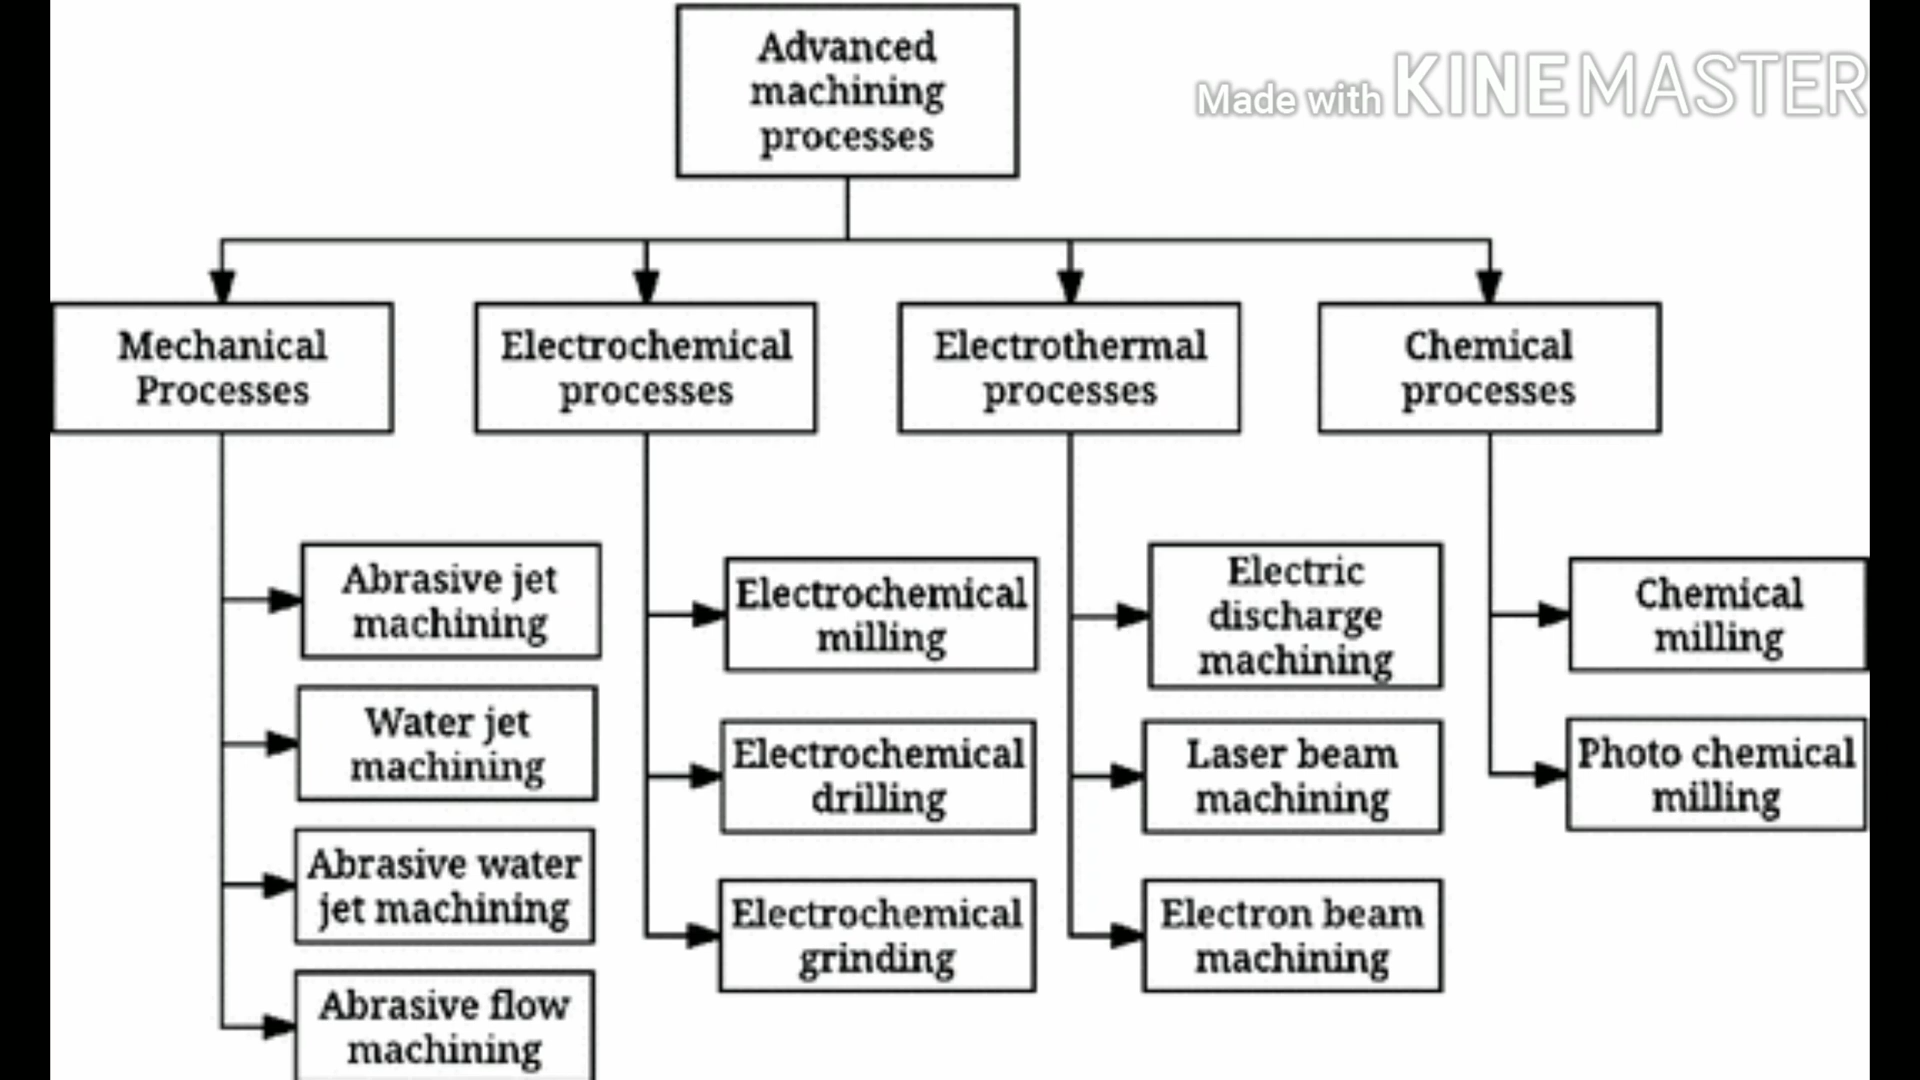 Advanced
machining
processes
Made with KINEMASTER
Mechanical
Processes
Electrochemical
processes
Electrothermal
processes
Chemical
processes
Abrasive jet
machining
Water jet
machining
Abrasive water
jet machining
Abrasive flow
machining
Electrochemical
milling
Electrochemical
drilling
Electrochemical
grinding
Electric
discharge
machining
Laser beam
machining
Electron beam
machining
Chemical
milling
Photo chemical
milling